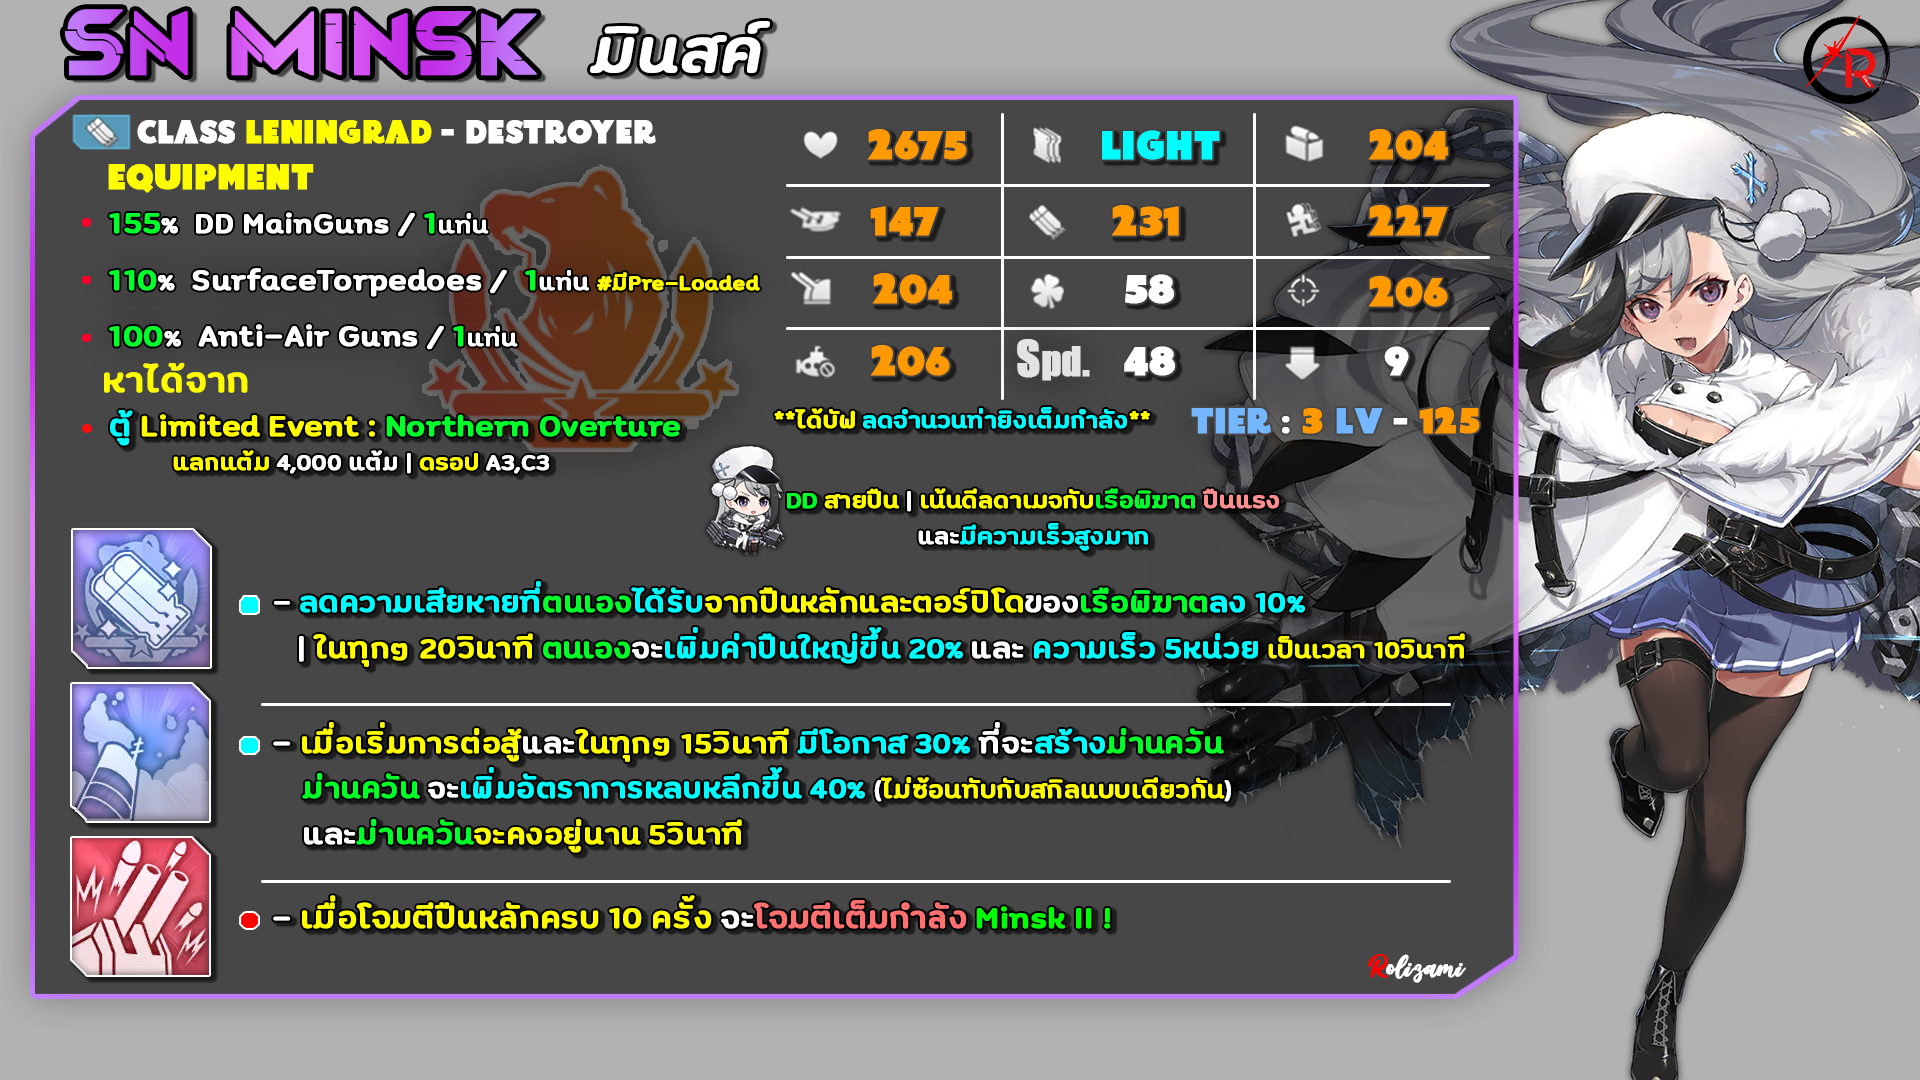 SN MINSK มินสค์
CLASS LENINGRAD - DESTROYER
EQUIPMENT
155% DD MainGuns / 1แท่น
110% SurfaceTorpedoes / 1แท่น #มีPre-Loaded
100% Anti-Air Guns / 1แท่น
หาได้จาก
ตู้ Limited Event : Northern Overture
แลกแต้ม 4,000 แต้ม | ดรอป A3,C3
2675 LIGHT 204
147 231 227
204 58 206
206 Spd. 48 9
**ได้บัฟ ลดจำนวนท่ายิงเต็มกำลัง**
TIER : 3 LV - 125
DD สายปืน | เน้นดีลดาเมจกับเรือพิฆาต ปืนแรง
และมีความเร็วสูงมาก
- ลดความเสียหายที่ตนเองได้รับจากปืนหลักและตอร์ปิโดของเรือพิฆาตลง 10%
| ในทุกๆ 20วินาที ตนเองจะเพิ่มค่าปืนใหญ่ขึ้น 20% และ ความเร็ว 5หน่วย เป็นเวลา 10วินาที
- เมื่อเริ่มการต่อสู้และในทุกๆ 15วินาที มีโอกาส 30% ที่จะสร้างม่านควัน
ม่านควัน จะเพิ่มอัตราการหลบหลีกขึ้น 40% (ไม่ซ้อนทับกับสกิลแบบเดียวกัน)
และม่านควันจะคงอยู่นาน 5วินาที
- เมื่อโจมตีปืนหลักครบ 10 ครั้ง จะโจมตีเต็มกำลัง Minsk II !
Rolizami
R